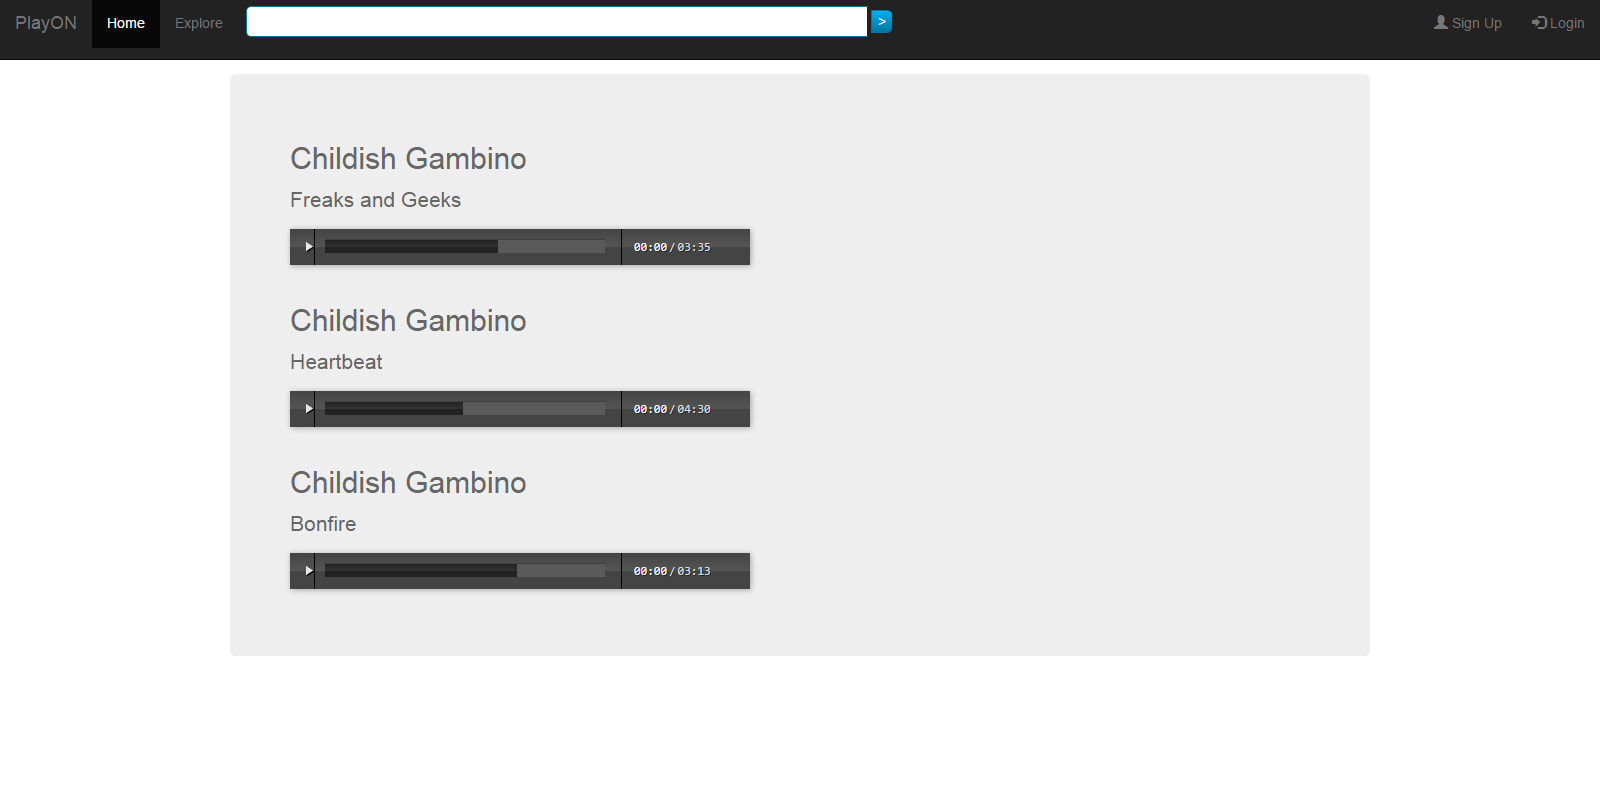 PlayON Home Explore > Sign Up Login
Childish Gambino
Freaks and Geeks
00:00/03:35
Childish Gambino
Heartbeat
00:00/04:30
Childish Gambino
Bonfire
00:00/03:13